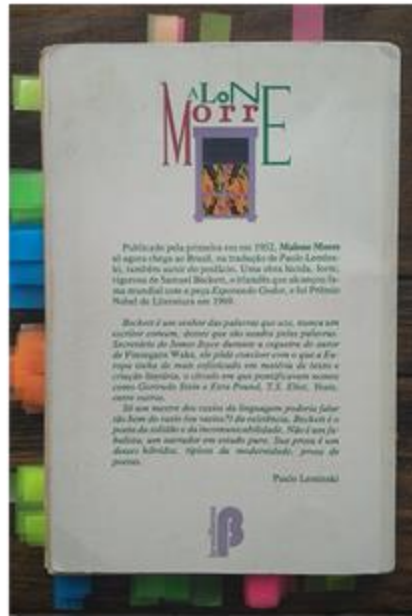 MALONE
MORRE
Publicado pela primeira vez em 1952, Malone Morre
só agora chega ao Brasil, na tradução de Paulo Lemins-
ki, também autor do posfácio. Uma obra lúcida, forte,
rigorosa de Samuel Beckett, o irlandês que alcançou fa-
ma mundial com a peça Esperando Godot, e foi Prêmio
Nobel de Literatura em 1969.
Beckett é um senhor das palavras que usa, nunca um
escritor comum, desses que são usados pelas palavras.
Secretário de James Joyce durante a cegueira do autor
de Finnegans Wake, ele pôde conviver com o que a Eu-
ropa tinha de mais sofisticado em matéria de texto e
criação literária, o círculo em que pontificavam nomes
como Gertrude Stein e Ezra Pound, T.S. Eliot, Yeats,
entre outros.
Só um mestre dos vazios da linguagem poderia falar
tão bem do vazio (ou vazios?) da existência. Beckett é o
poeta da solidão e da incomunicabilidade. Não é um fa-
bulista, um narrador em estado puro. Sua prosa é um
desses híbridos, típicos da modernidade, prosa de
poetas.
Paulo Leminski